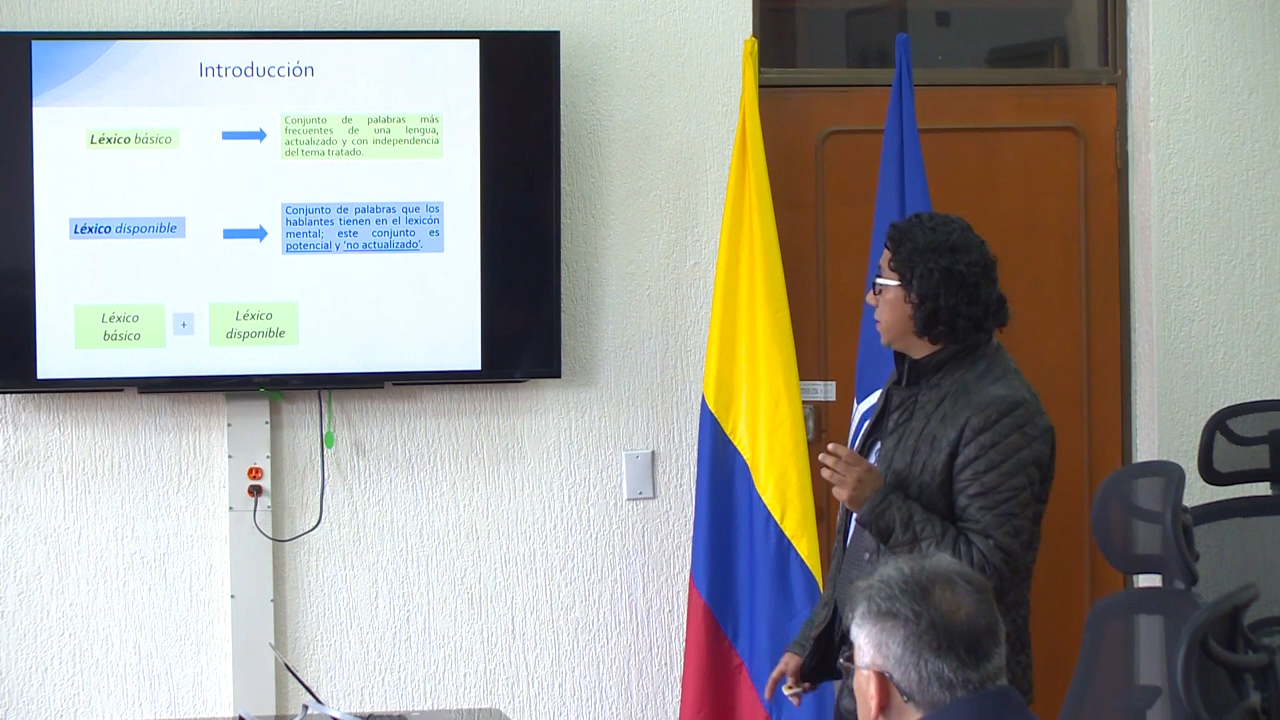 Introducción
Léxico básico
Conjunto de palabras más
frecuentes de una lengua,
actualizado y con independencia
del tema tratado.
Léxico disponible
Conjunto de palabras que los
hablantes tienen en el lexicón
mental; este conjunto es
potencial y ‘no actualizado’.
Léxico
básico
+
Léxico
disponible